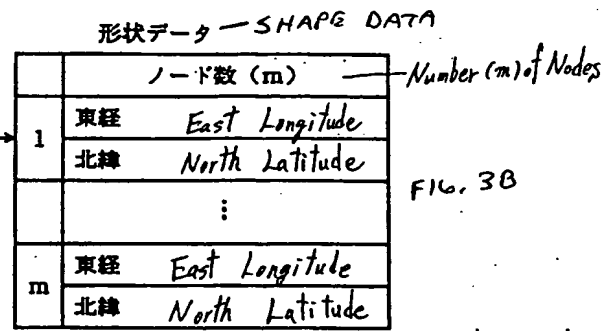 形状データ — SHAPE DATA
ノード数 (m) Number (m) of Nodes
1 東経 East Longitude
北緯 North Latitude
FIG. 3B
⋮
m 東経 East Longitude
北緯 North Latitude